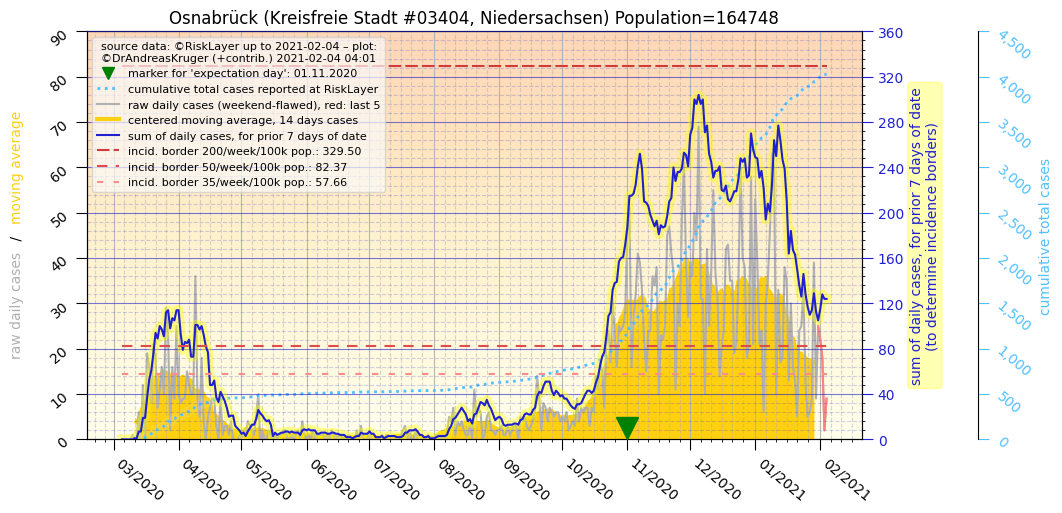 Osnabrück (Kreisfreie Stadt #03404, Niedersachsen) Population=164748
source data: ©RiskLayer up to 2021-02-04 – plot:
©DrAndreasKruger (+contrib.) 2021-02-04 04:01
marker for 'expectation day': 01.11.2020
cumulative total cases reported at RiskLayer
raw daily cases (weekend-flawed), red: last 5
centered moving average, 14 days cases
sum of daily cases, for prior 7 days of date
incid. border 200/week/100k pop.: 329.50
incid. border 50/week/100k pop.: 82.37
incid. border 35/week/100k pop.: 57.66
raw daily cases / moving average
90
80
70
60
50
40
30
20
10
0
03/2020
04/2020
05/2020
06/2020
07/2020
08/2020
09/2020
10/2020
11/2020
12/2020
01/2021
02/2021
360
320
280
240
200
160
120
80
40
0
sum of daily cases, for prior 7 days of date
(to determine incidence borders)
4,500
4,000
3,500
3,000
2,500
2,000
1,500
1,000
500
0
cumulative total cases